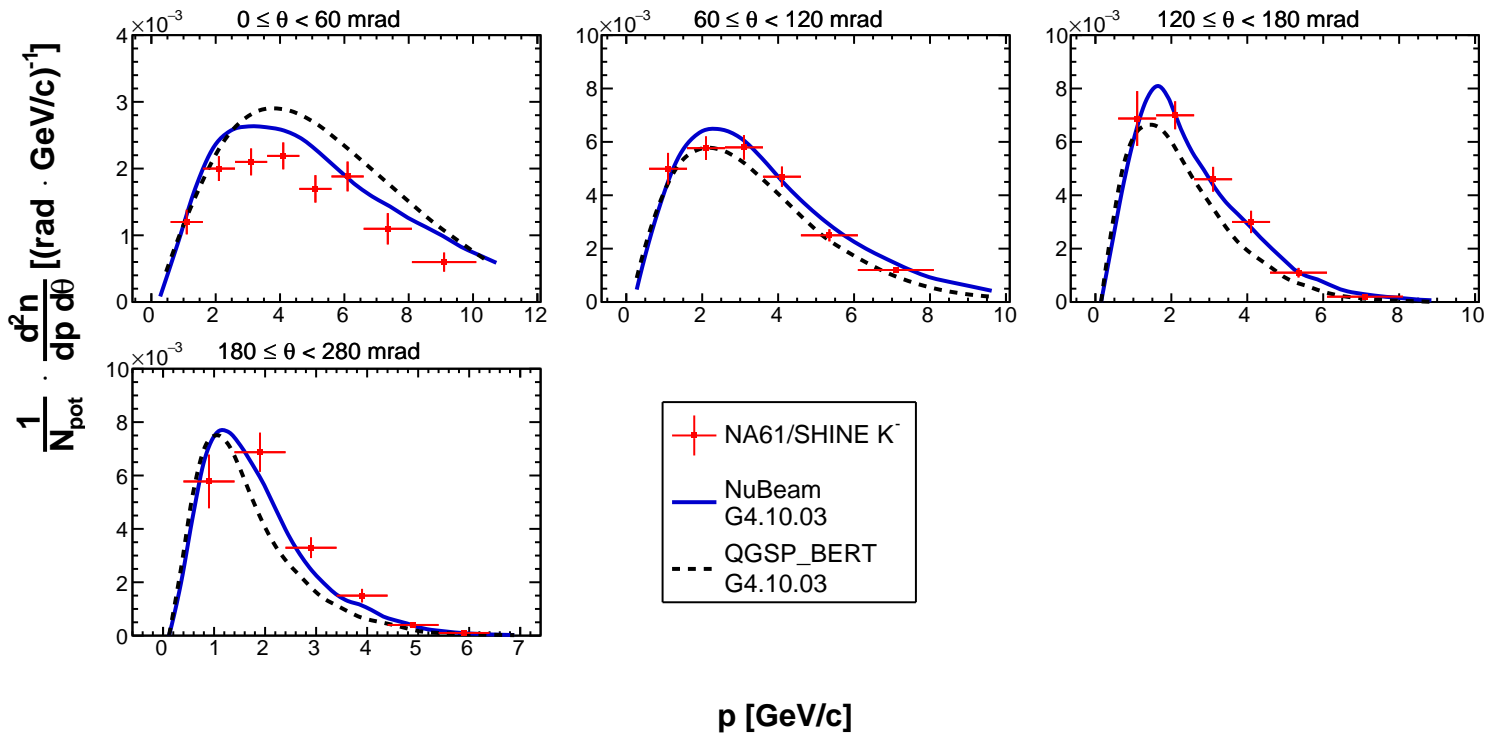 1/N_pot · d²n/dp dθ [(rad · GeV/c)⁻¹]
×10⁻³
0 ≤ θ < 60 mrad
4
3
2
1
0
0 2 4 6 8 10 12
×10⁻³
60 ≤ θ < 120 mrad
10
8
6
4
2
0
0 2 4 6 8 10
×10⁻³
120 ≤ θ < 180 mrad
10
8
6
4
2
0
0 2 4 6 8 10
×10⁻³
180 ≤ θ < 280 mrad
10
8
6
4
2
0
0 1 2 3 4 5 6 7
NA61/SHINE K⁻
NuBeam
G4.10.03
QGSP_BERT
G4.10.03
p [GeV/c]